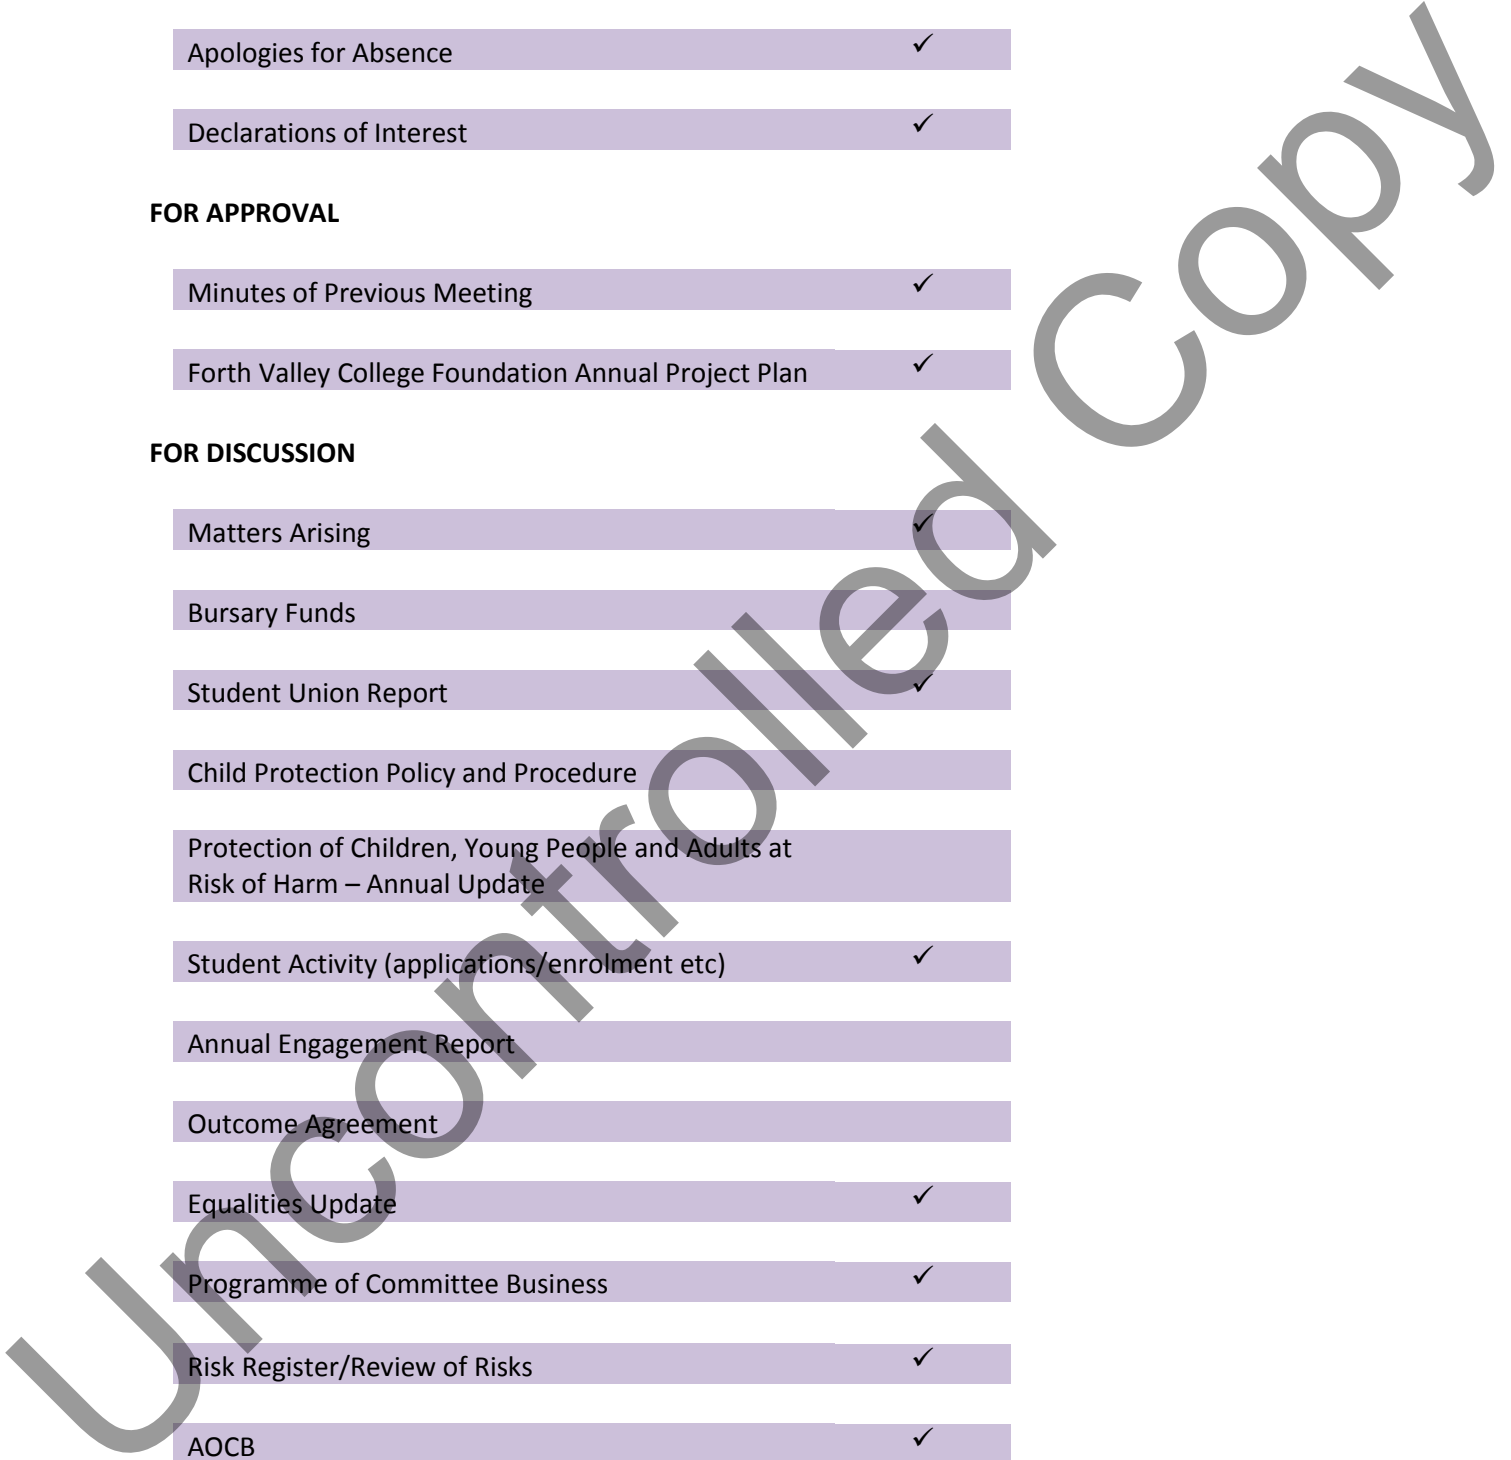 Apologies for Absence ✓
Declarations of Interest ✓
FOR APPROVAL
Minutes of Previous Meeting ✓
Forth Valley College Foundation Annual Project Plan ✓
FOR DISCUSSION
Matters Arising ✓
Bursary Funds
Student Union Report ✓
Child Protection Policy and Procedure
Protection of Children, Young People and Adults at
Risk of Harm – Annual Update
Student Activity (applications/enrolment etc) ✓
Annual Engagement Report
Outcome Agreement
Equalities Update ✓
Programme of Committee Business ✓
Risk Register/Review of Risks ✓
AOCB ✓
Uncontrolled Copy